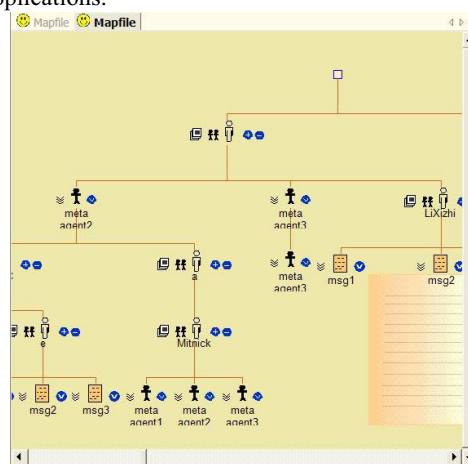 pplications.
Mapfile Mapfile
meta
agent2
meta
agent3
LiXizhi
a
meta
agent3
msg1
msg2
e
Mitnick
msg2
msg3
meta
agent1
meta
agent2
meta
agent3